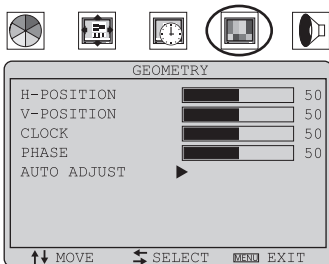 GEOMETRY
H-POSITION 50
V-POSITION 50
CLOCK 50
PHASE 50
AUTO ADJUST
MOVE SELECT MENU EXIT